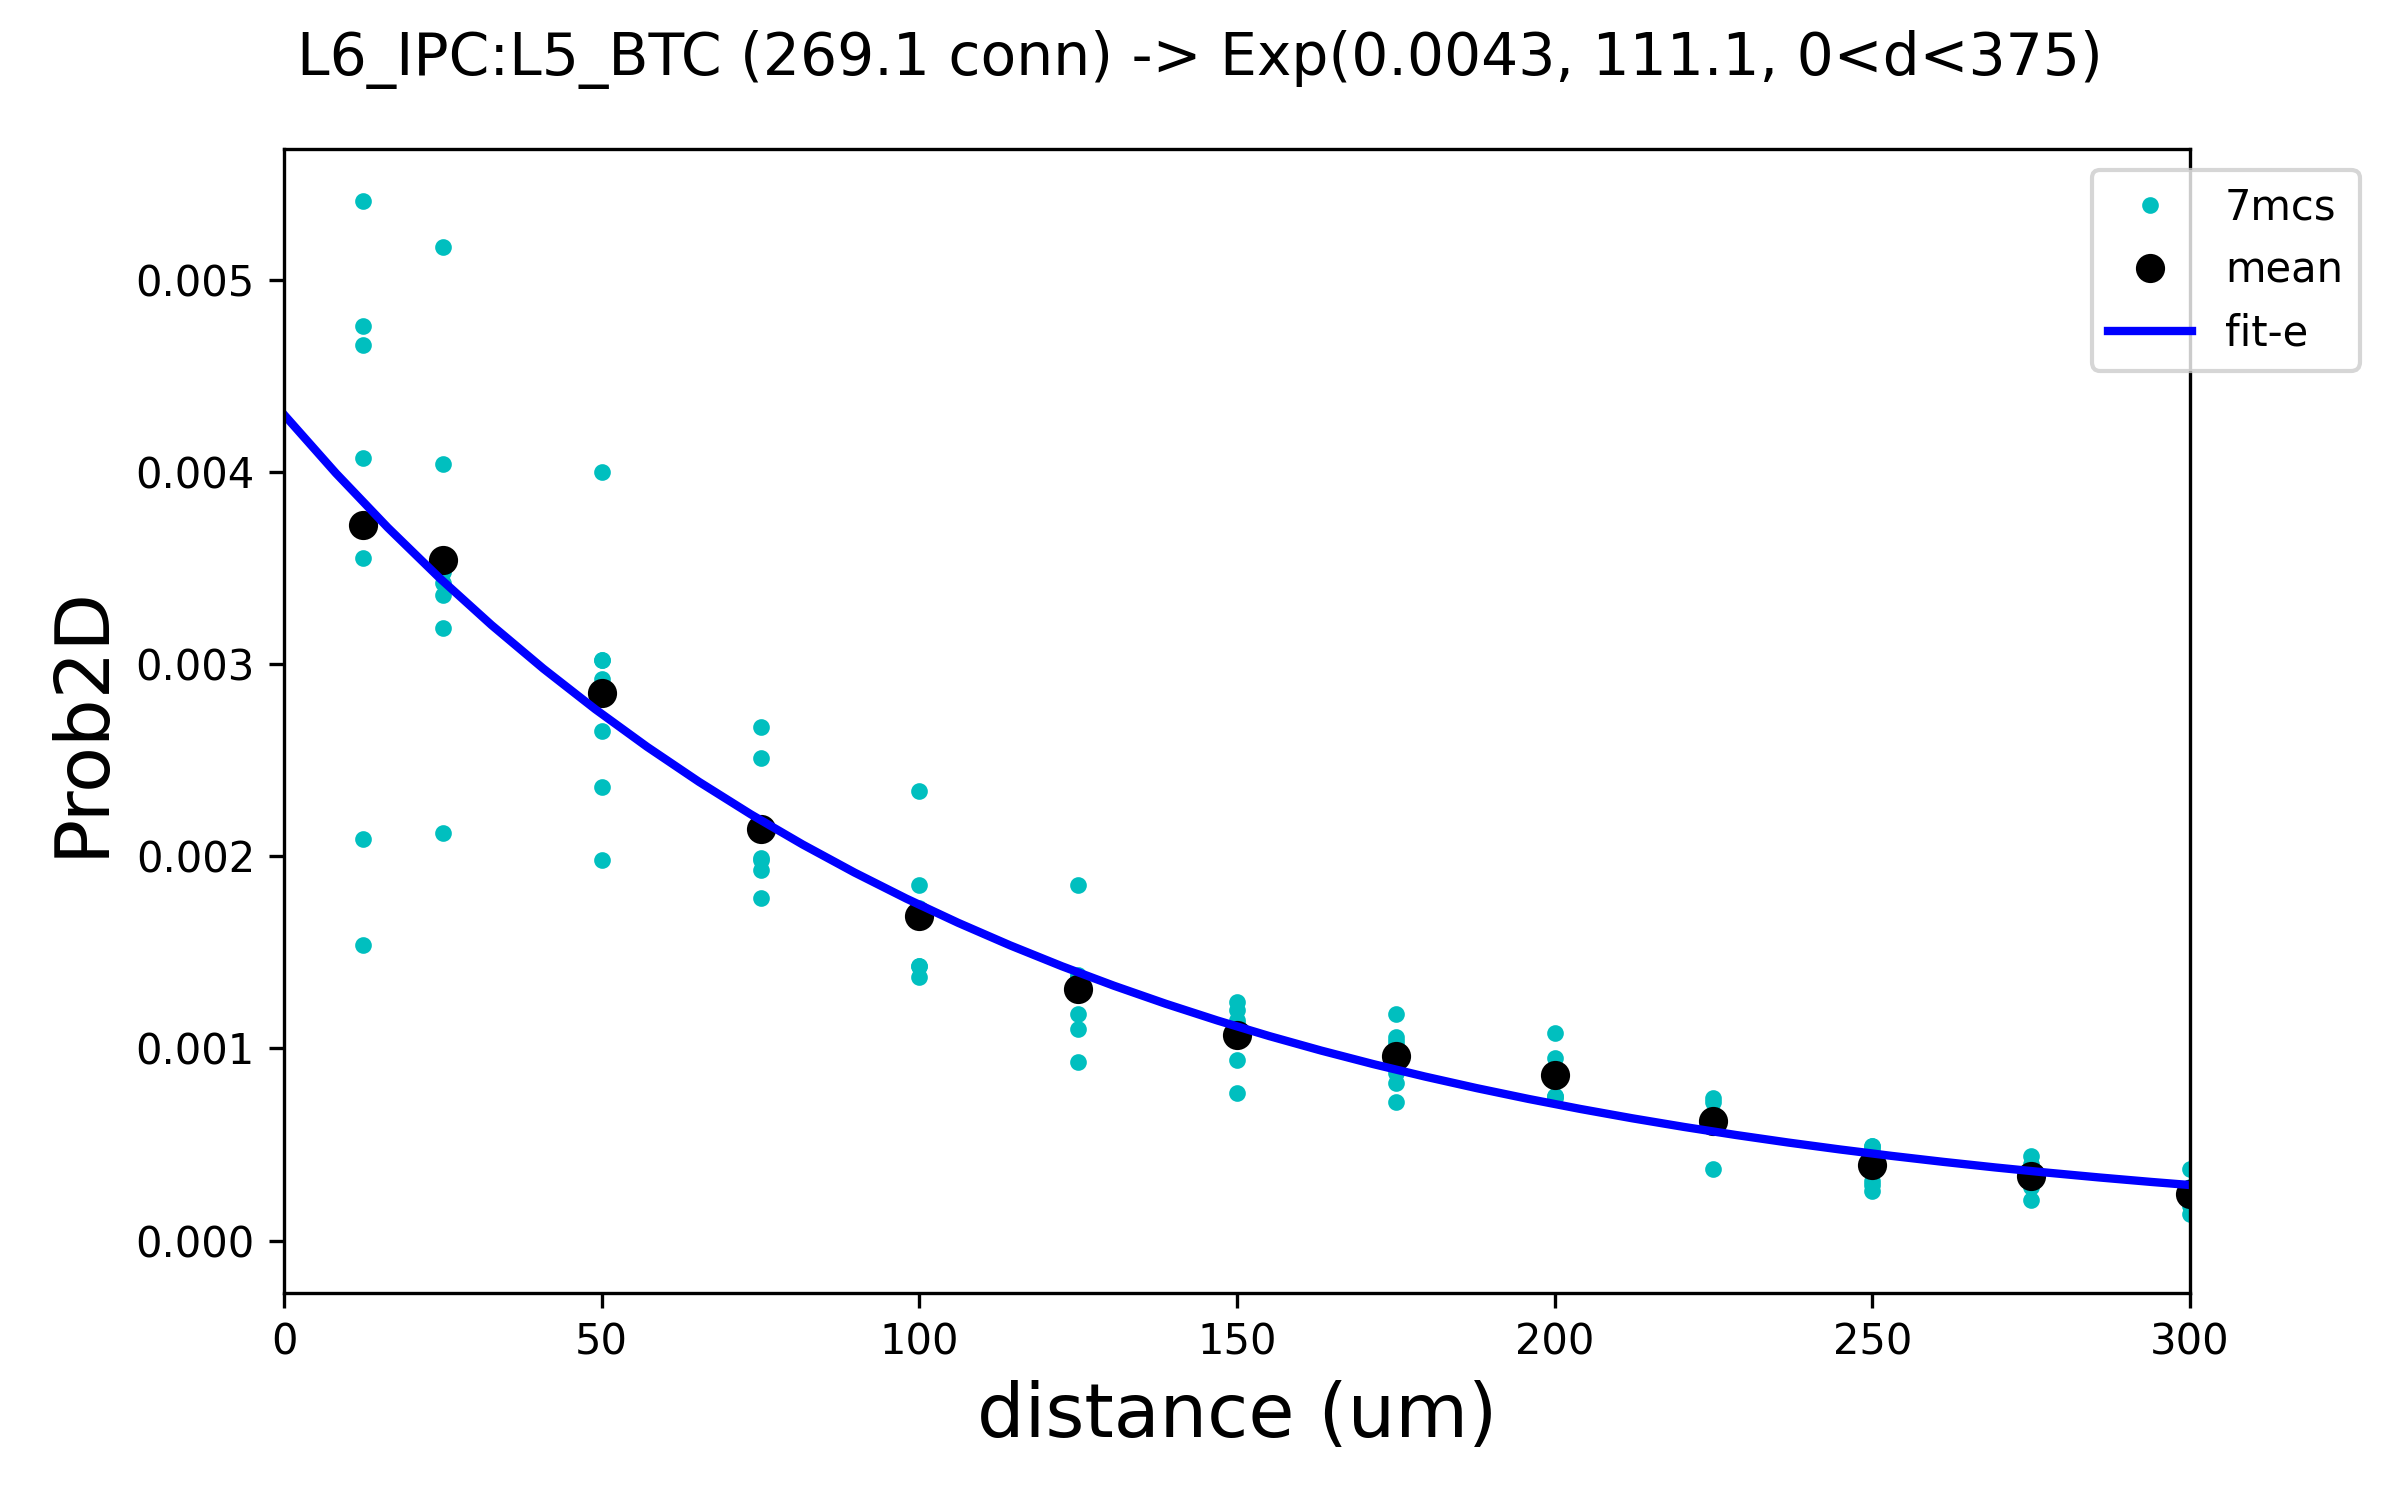 L6_IPC:L5_BTC (269.1 conn) -> Exp(0.0043, 111.1, 0<d<375)
7mcs
mean
fit-e
Prob2D
0.005
0.004
0.003
0.002
0.001
0.000
0 50 100 150 200 250 300
distance (um)